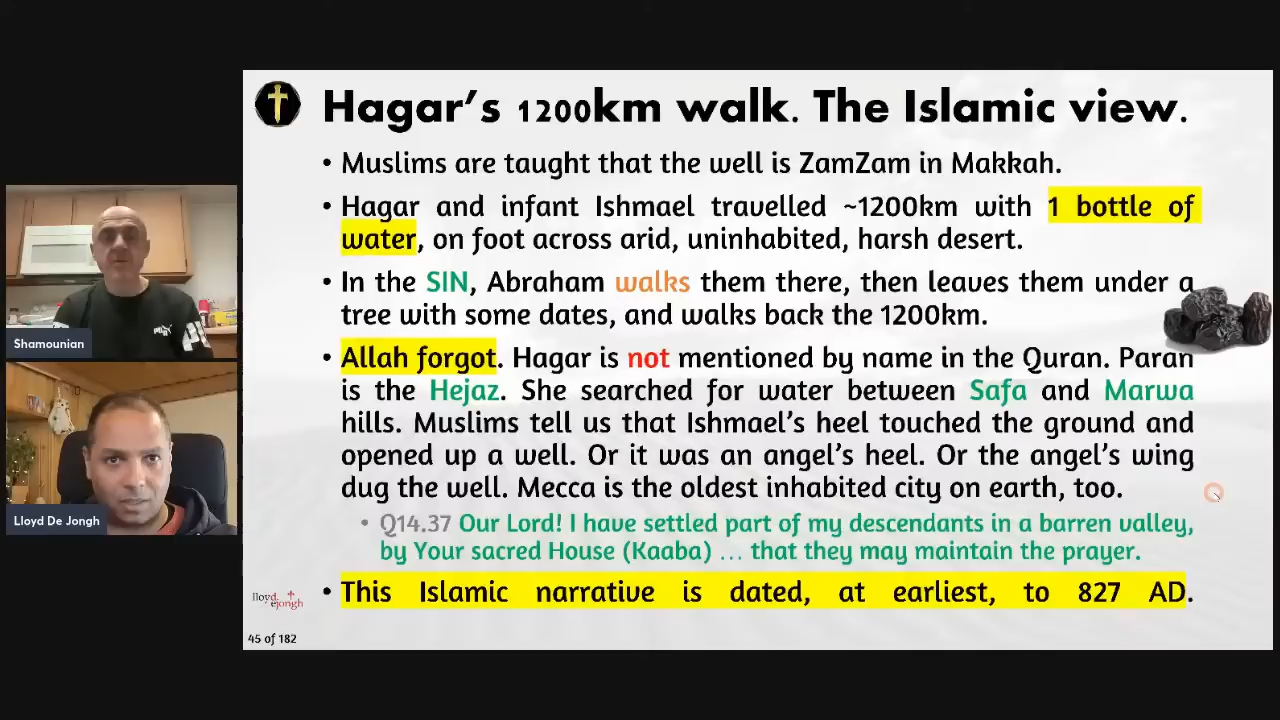 Hagar's 1200km walk. The Islamic view.
• Muslims are taught that the well is ZamZam in Makkah.
• Hagar and infant Ishmael travelled ~1200km with 1 bottle of
water, on foot across arid, uninhabited, harsh desert.
• In the SIN, Abraham walks them there, then leaves them under a
tree with some dates, and walks back the 1200km.
• Allah forgot. Hagar is not mentioned by name in the Quran. Paran
is the Hejaz. She searched for water between Safa and Marwa
hills. Muslims tell us that Ishmael's heel touched the ground and
opened up a well. Or it was an angel's heel. Or the angel's wing
dug the well. Mecca is the oldest inhabited city on earth, too.
• Q14.37 Our Lord! I have settled part of my descendants in a barren valley,
by Your sacred House (Kaaba) ... that they may maintain the prayer.
• This Islamic narrative is dated, at earliest, to 827 AD.
lloyd
dejongh
45 of 182
Shamounian
Lloyd De Jongh